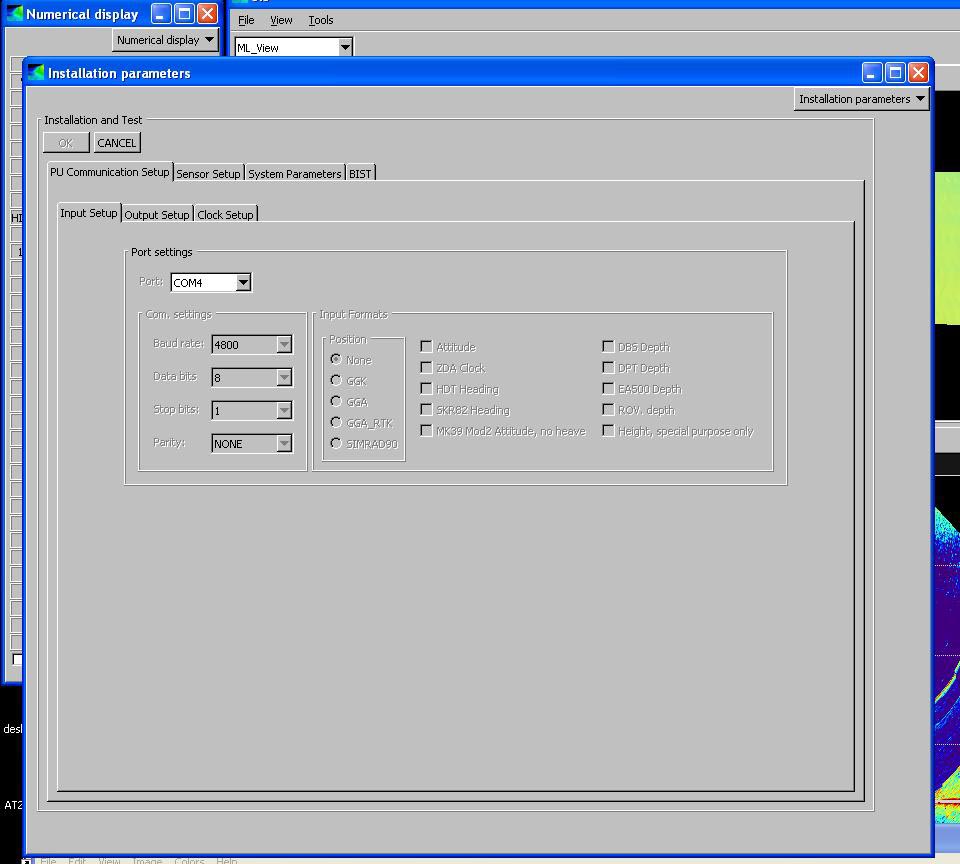 Numerical display
File View Tools
Numerical display
ML_View
Installation parameters
Installation parameters
Installation and Test
OK CANCEL
PU Communication Setup Sensor Setup System Parameters BIST
Input Setup Output Setup Clock Setup
Port settings
Port: COM4
Com. settings
Baud rate: 4800
Data bits 8
Stop bits: 1
Parity: NONE
Input Formats
Position
None
GGK
GGA
GGA_RTK
SIMRAD90
Attitude
ZDA Clock
HDT Heading
SKR82 Heading
MK39 Mod2 Attitude, no heave
DBS Depth
DPT Depth
EA500 Depth
ROV. depth
Height, special purpose only
HI
1
des
AT2
File Edit View Image Colors Help